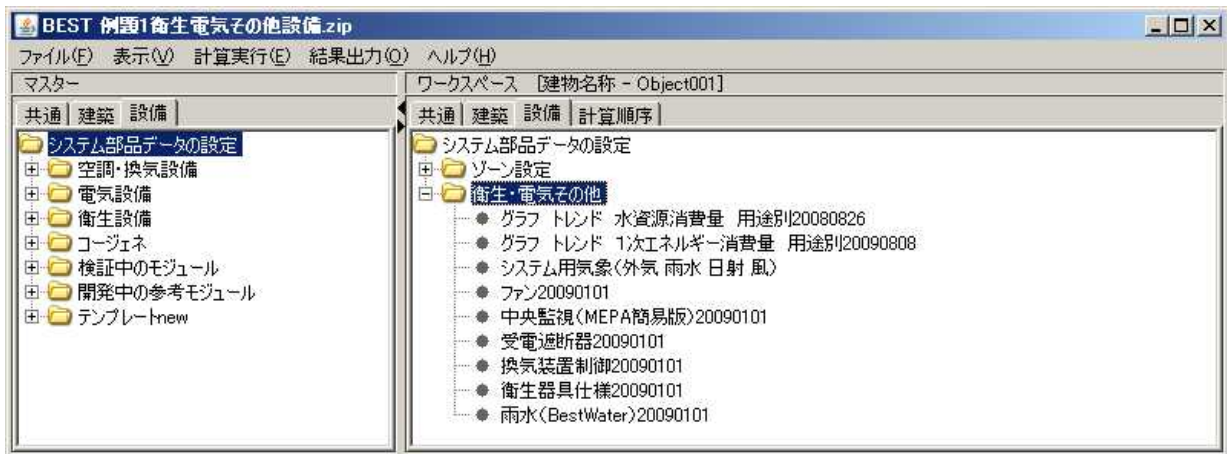 BEST 例題1衛生電気その他設備.zip
ファイル(F) 表示(V) 計算実行(E) 結果出力(O) ヘルプ(H)
マスター
共通 建築 設備
システム部品データの設定
空調・換気設備
電気設備
衛生設備
コージェネ
検証中のモジュール
開発中の参考モジュール
テンプレートnew
ワークスペース [建物名称 - Object001]
共通 建築 設備 計算順序
システム部品データの設定
ゾーン設定
衛生・電気その他
グラフ トレンド 水資源消費量 用途別20080826
グラフ トレンド 1次エネルギー消費量 用途別20090808
システム用気象(外気 雨水 日射 風)
ファン20090101
中央監視(MEPA簡易版)20090101
受電遮断器20090101
換気装置制御20090101
衛生器具仕様20090101
雨水(BestWater)20090101